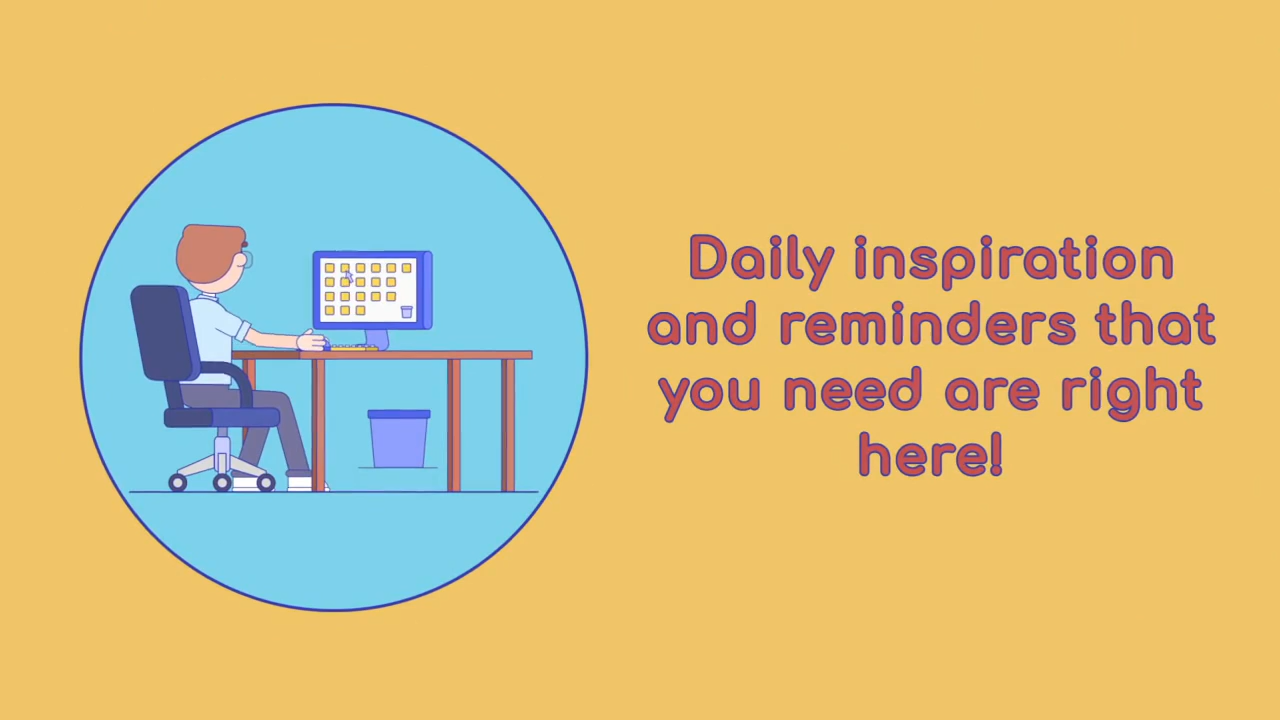 Daily inspiration
and reminders that
you need are right
here!